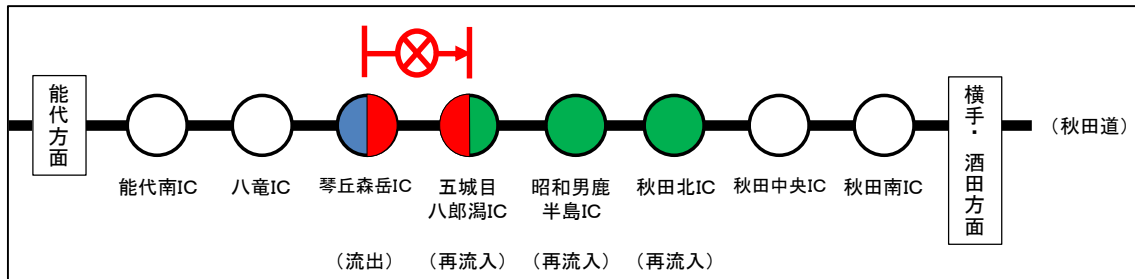 能代方面
能代南IC
八竜IC
琴丘森岳IC
(流出)
五城目
八郎潟IC
(再流入)
昭和男鹿
半島IC
(再流入)
秋田北IC
(再流入)
秋田中央IC
秋田南IC
横手・酒田方面
(秋田道)